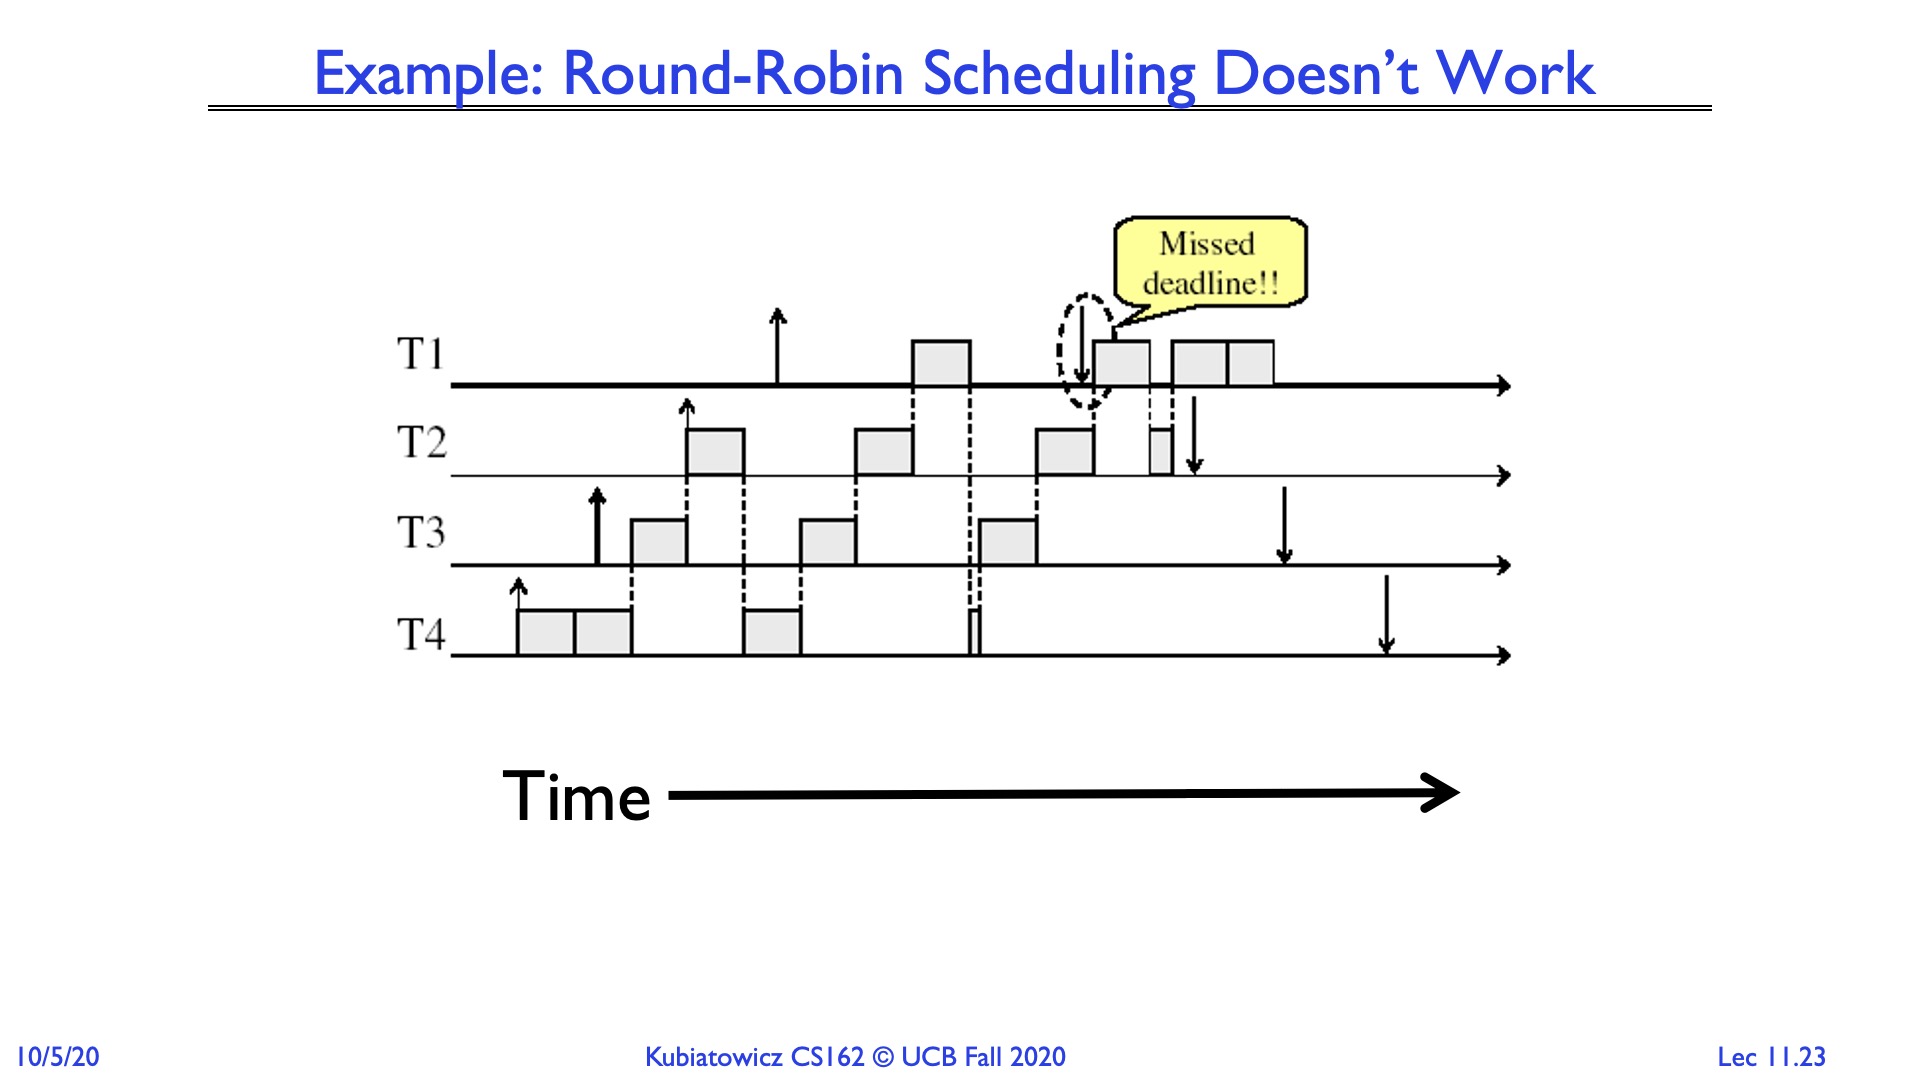 Example: Round-Robin Scheduling Doesn’t Work
Missed
deadline!!
T1
T2
T3
T4
Time
10/5/20
Kubiatowicz CS162 © UCB Fall 2020
Lec 11.23